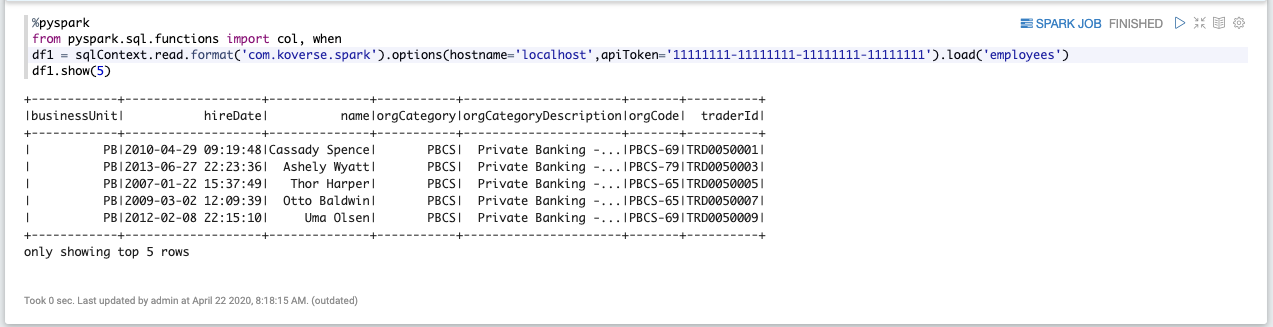 %pyspark
SPARK JOB FINISHED
from pyspark.sql.functions import col, when
df1 = sqlContext.read.format('com.koverse.spark').options(hostname='localhost',apiToken='11111111-11111111-11111111-11111111').load('employees')
df1.show(5)
+------------+-------------------+-------------+-----------+----------------------+-------+----------+
|businessUnit|           hireDate|         name|orgCategory|orgCategoryDescription|orgCode|  traderId|
+------------+-------------------+-------------+-----------+----------------------+-------+----------+
|          PB|2010-04-29 09:19:48|Cassady Spence|       PBCS|  Private Banking -...|PBCS-69|TRD0050001|
|          PB|2013-06-27 22:23:36|  Ashely Wyatt|       PBCS|  Private Banking -...|PBCS-79|TRD0050003|
|          PB|2007-01-22 15:37:49|   Thor Harper|       PBCS|  Private Banking -...|PBCS-65|TRD0050005|
|          PB|2009-03-02 12:09:39|  Otto Baldwin|       PBCS|  Private Banking -...|PBCS-65|TRD0050007|
|          PB|2012-02-08 22:15:10|     Uma Olsen|       PBCS|  Private Banking -...|PBCS-69|TRD0050009|
+------------+-------------------+-------------+-----------+----------------------+-------+----------+
only showing top 5 rows
Took 0 sec. Last updated by admin at April 22 2020, 8:18:15 AM. (outdated)